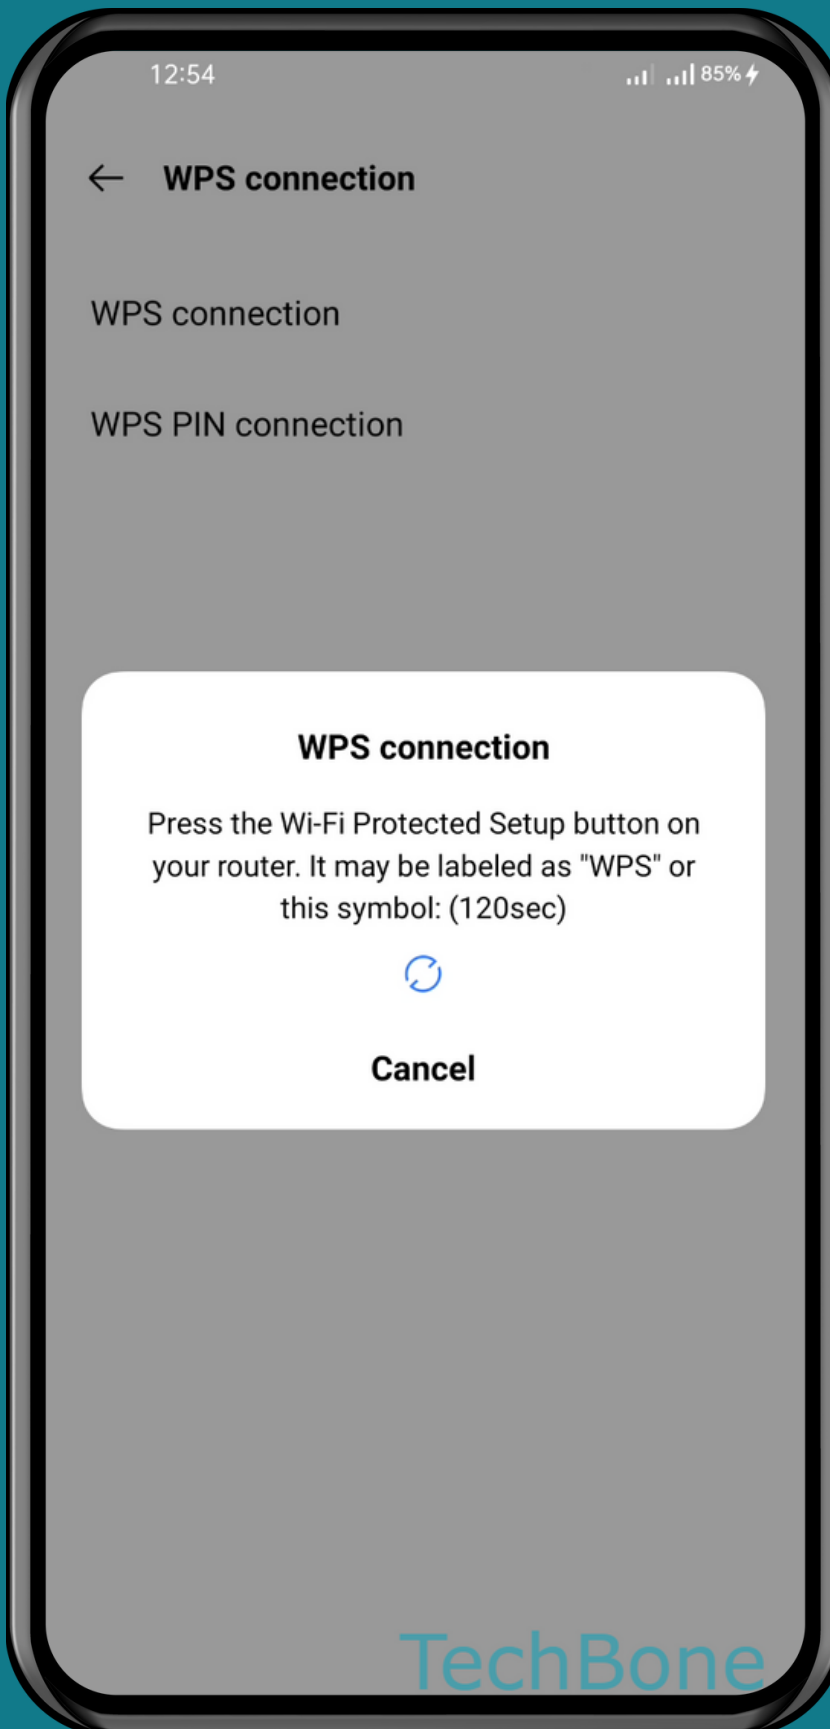 12:54
85%
WPS connection
WPS connection
WPS PIN connection
WPS connection
Press the Wi-Fi Protected Setup button on
your router. It may be labeled as "WPS" or
this symbol: (120sec)
Cancel
TechBone